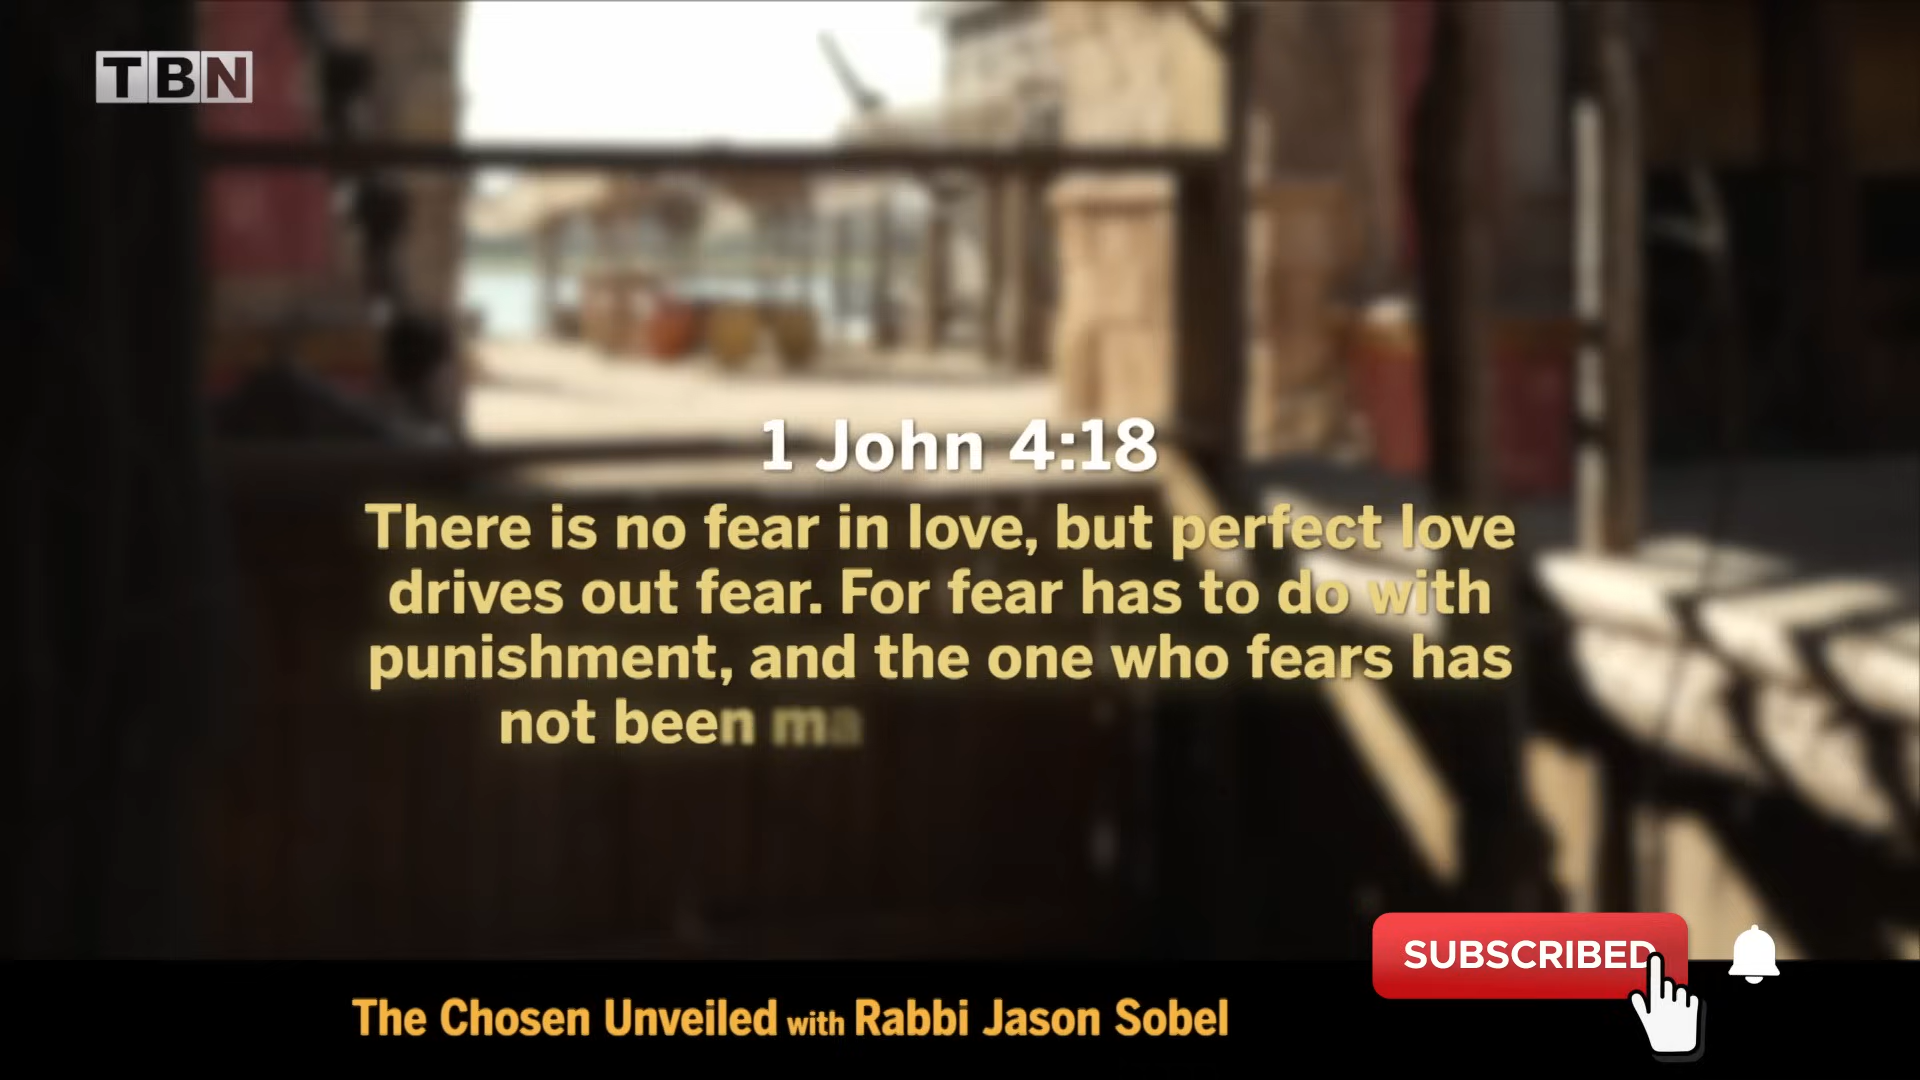 TBN
1 John 4:18
There is no fear in love, but perfect love
drives out fear. For fear has to do with
punishment, and the one who fears has
not been ma
SUBSCRIBED
The Chosen Unveiled with Rabbi Jason Sobel